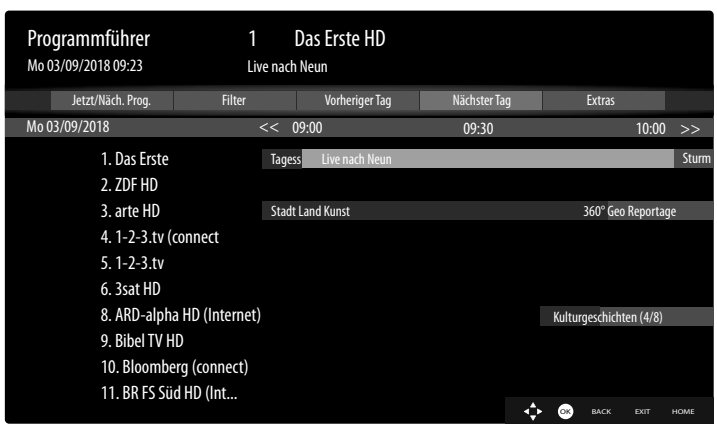 Programmführer 1 Das Erste HD
Mo 03/09/2018 09:23 Live nach Neun
Jetzt/Näch. Prog. Filter Vorheriger Tag Nächster Tag Extras
Mo 03/09/2018 << 09:00 09:30 10:00 >>
1. Das Erste Tagess Live nach Neun Sturm
2. ZDF HD
3. arte HD Stadt Land Kunst 360° Geo Reportage
4. 1-2-3.tv (connect
5. 1-2-3.tv
6. 3sat HD
8. ARD-alpha HD (Internet) Kulturgeschichten (4/8)
9. Bibel TV HD
10. Bloomberg (connect)
11. BR FS Süd HD (Int...
OK BACK EXIT HOME